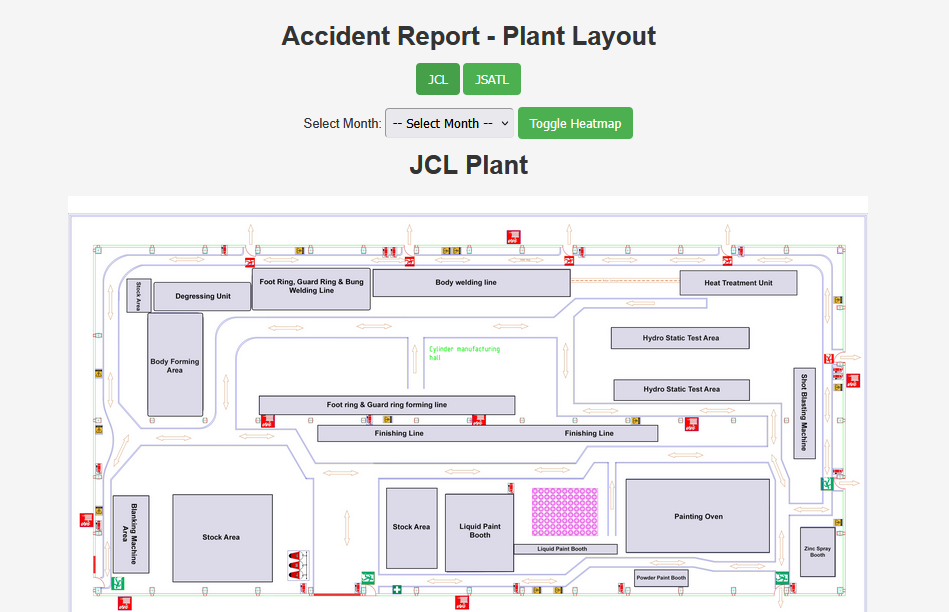 Accident Report - Plant Layout
JCL
JSATL
Select Month:
-- Select Month --
Toggle Heatmap
JCL Plant
Stock Area
Degressing Unit
Foot Ring, Guard Ring & Bung
Welding Line
Body welding line
Heat Treatment Unit
Body Forming
Area
Cylinder manufacturing
hall
Hydro Static Test Area
Hydro Static Test Area
Shot Blasting Machine
Foot ring & Guard ring forming line
Finishing Line
Finishing Line
Blanking Machine
Area
Stock Area
Stock Area
Liquid Paint
Booth
Liquid Paint Booth
Painting Oven
Powder Paint Booth
Zinc Spray
Booth